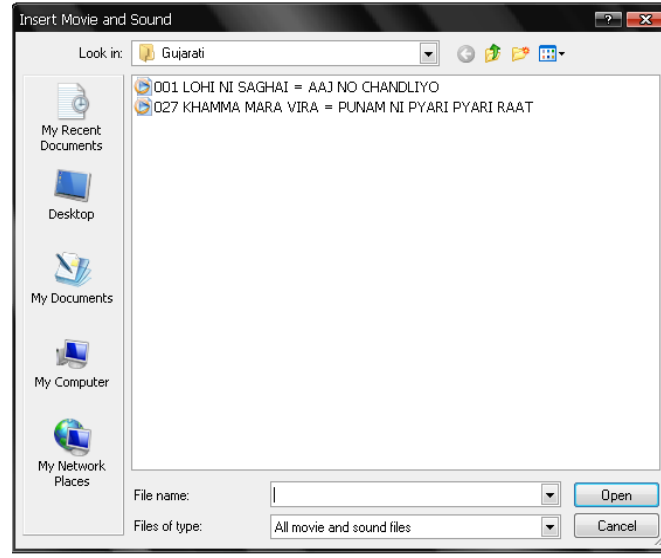 Insert Movie and Sound
Look in: Gujarati
001 LOHI NI SAGHAI = AAJ NO CHANDLIYO
027 KHAMMA MARA VIRA = PUNAM NI PYARI PYARI RAAT
My Recent
Documents
Desktop
My Documents
My Computer
My Network
Places
File name:
Open
Files of type: All movie and sound files
Cancel